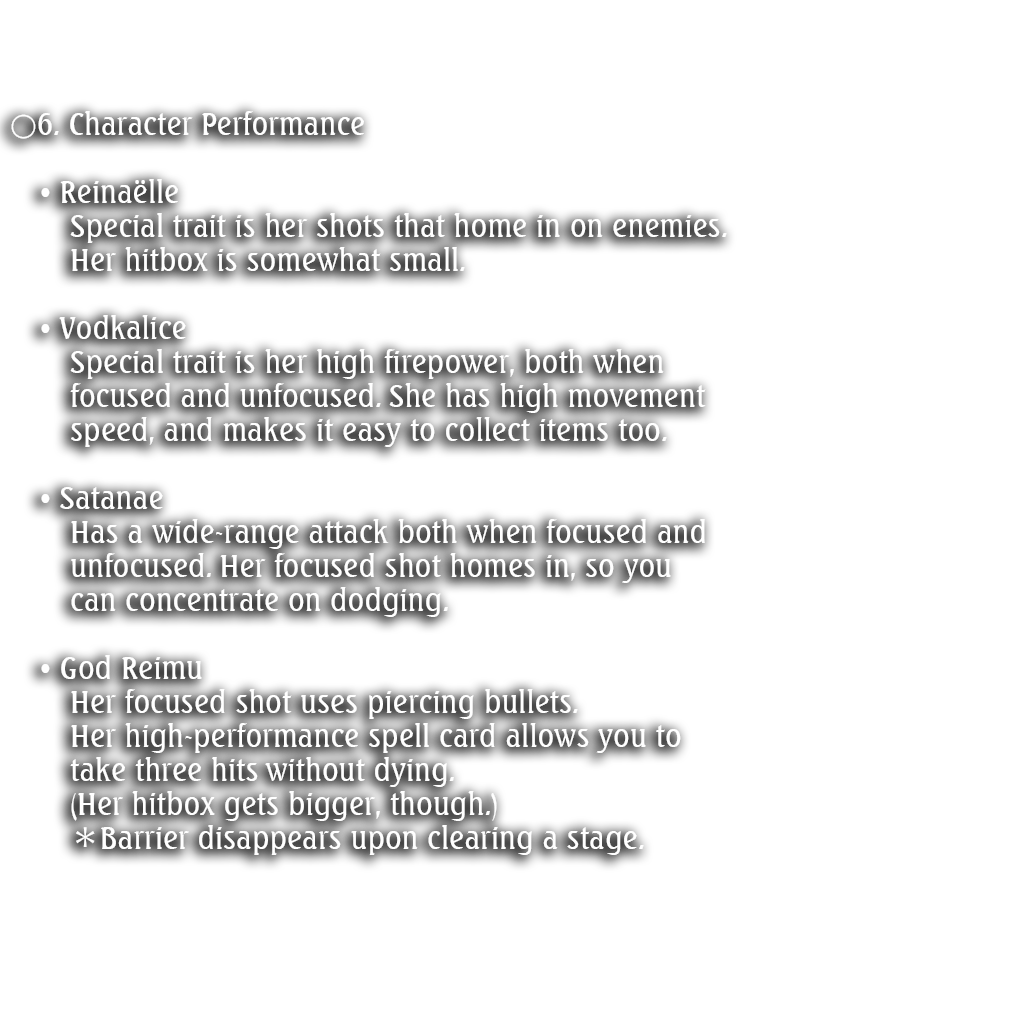 ○6. Character Performance
• Reinaëlle
Special trait is her shots that home in on enemies.
Her hitbox is somewhat small.
• Vodkalice
Special trait is her high firepower, both when
focused and unfocused. She has high movement
speed, and makes it easy to collect items too.
• Satanae
Has a wide-range attack both when focused and
unfocused. Her focused shot homes in, so you
can concentrate on dodging.
• God Reimu
Her focused shot uses piercing bullets.
Her high-performance spell card allows you to
take three hits without dying.
(Her hitbox gets bigger, though.)
＊Barrier disappears upon clearing a stage.